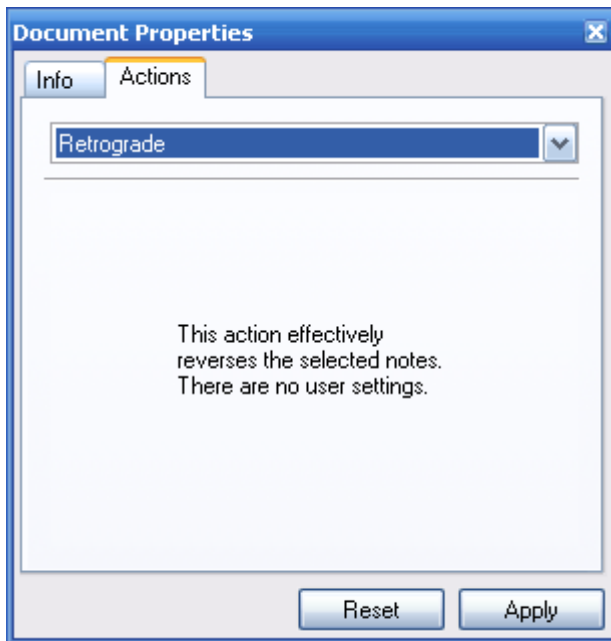 Document Properties
Info
Actions
Retrograde
This action effectively
reverses the selected notes.
There are no user settings.
Reset
Apply